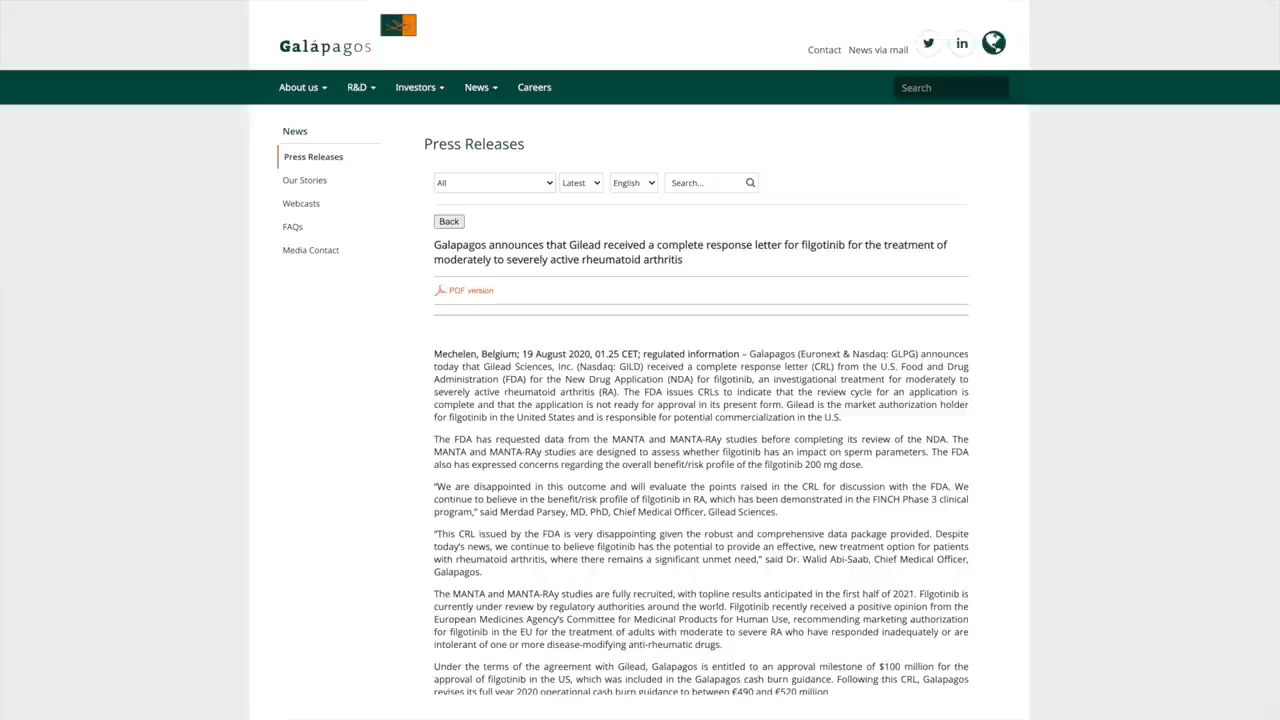 Galápagos
Contact News via mail
in
About us R&D Investors News Careers
Search
News
Press Releases
Our Stories
Webcasts
FAQs
Media Contact
Press Releases
All Latest English Search...
Back
Galapagos announces that Gilead received a complete response letter for filgotinib for the treatment of
moderately to severely active rheumatoid arthritis
PDF version
Mechelen, Belgium; 19 August 2020, 01.25 CET; regulated information – Galapagos (Euronext & Nasdaq: GLPG) announces
today that Gilead Sciences, Inc. (Nasdaq: GILD) received a complete response letter (CRL) from the U.S. Food and Drug
Administration (FDA) for the New Drug Application (NDA) for filgotinib, an investigational treatment for moderately to
severely active rheumatoid arthritis (RA). The FDA issues CRLs to indicate that the review cycle for an application is
complete and that the application is not ready for approval in its present form. Gilead is the market authorization holder
for filgotinib in the United States and is responsible for potential commercialization in the U.S.
The FDA has requested data from the MANTA and MANTA-RAy studies before completing its review of the NDA. The
MANTA and MANTA-RAy studies are designed to assess whether filgotinib has an impact on sperm parameters. The FDA
also has expressed concerns regarding the overall benefit/risk profile of the filgotinib 200 mg dose.
“We are disappointed in this outcome and will evaluate the points raised in the CRL for discussion with the FDA. We
continue to believe in the benefit/risk profile of filgotinib in RA, which has been demonstrated in the FINCH Phase 3 clinical
program,” said Merdad Parsey, MD, PhD, Chief Medical Officer, Gilead Sciences.
“This CRL issued by the FDA is very disappointing given the robust and comprehensive data package provided. Despite
today’s news, we continue to believe filgotinib has the potential to provide an effective, new treatment option for patients
with rheumatoid arthritis, where there remains a significant unmet need,” said Dr. Walid Abi-Saab, Chief Medical Officer,
Galapagos.
The MANTA and MANTA-RAy studies are fully recruited, with topline results anticipated in the first half of 2021. Filgotinib is
currently under review by regulatory authorities around the world. Filgotinib recently received a positive opinion from the
European Medicines Agency’s Committee for Medicinal Products for Human Use, recommending marketing authorization
for filgotinib in the EU for the treatment of adults with moderate to severe RA who have responded inadequately or are
intolerant of one or more disease-modifying anti-rheumatic drugs.
Under the terms of the agreement with Gilead, Galapagos is entitled to an approval milestone of $100 million for the
approval of filgotinib in the US, which was included in the Galapagos cash burn guidance. Following this CRL, Galapagos
revises its full year 2020 operational cash burn guidance to between €490 and €520 million